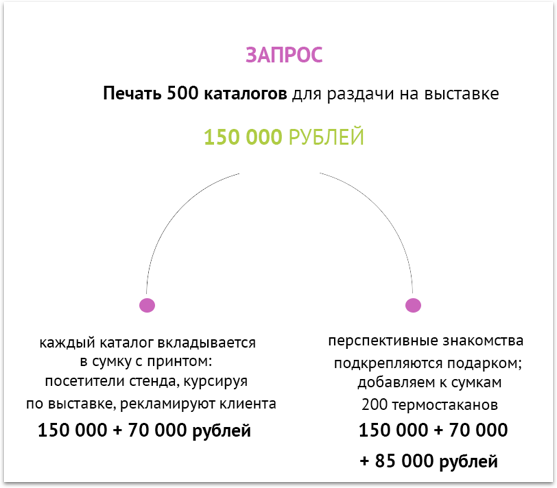 ЗАПРОС
Печать 500 каталогов для раздачи на выставке
150 000 РУБЛЕЙ
каждый каталог вкладывается
в сумку с принтом:
посетители стенда, курсируя
по выставке, рекламируют клиента
150 000 + 70 000 рублей
перспективные знакомства
подкрепляются подарком;
добавляем к сумкам
200 термостаканов
150 000 + 70 000
+ 85 000 рублей